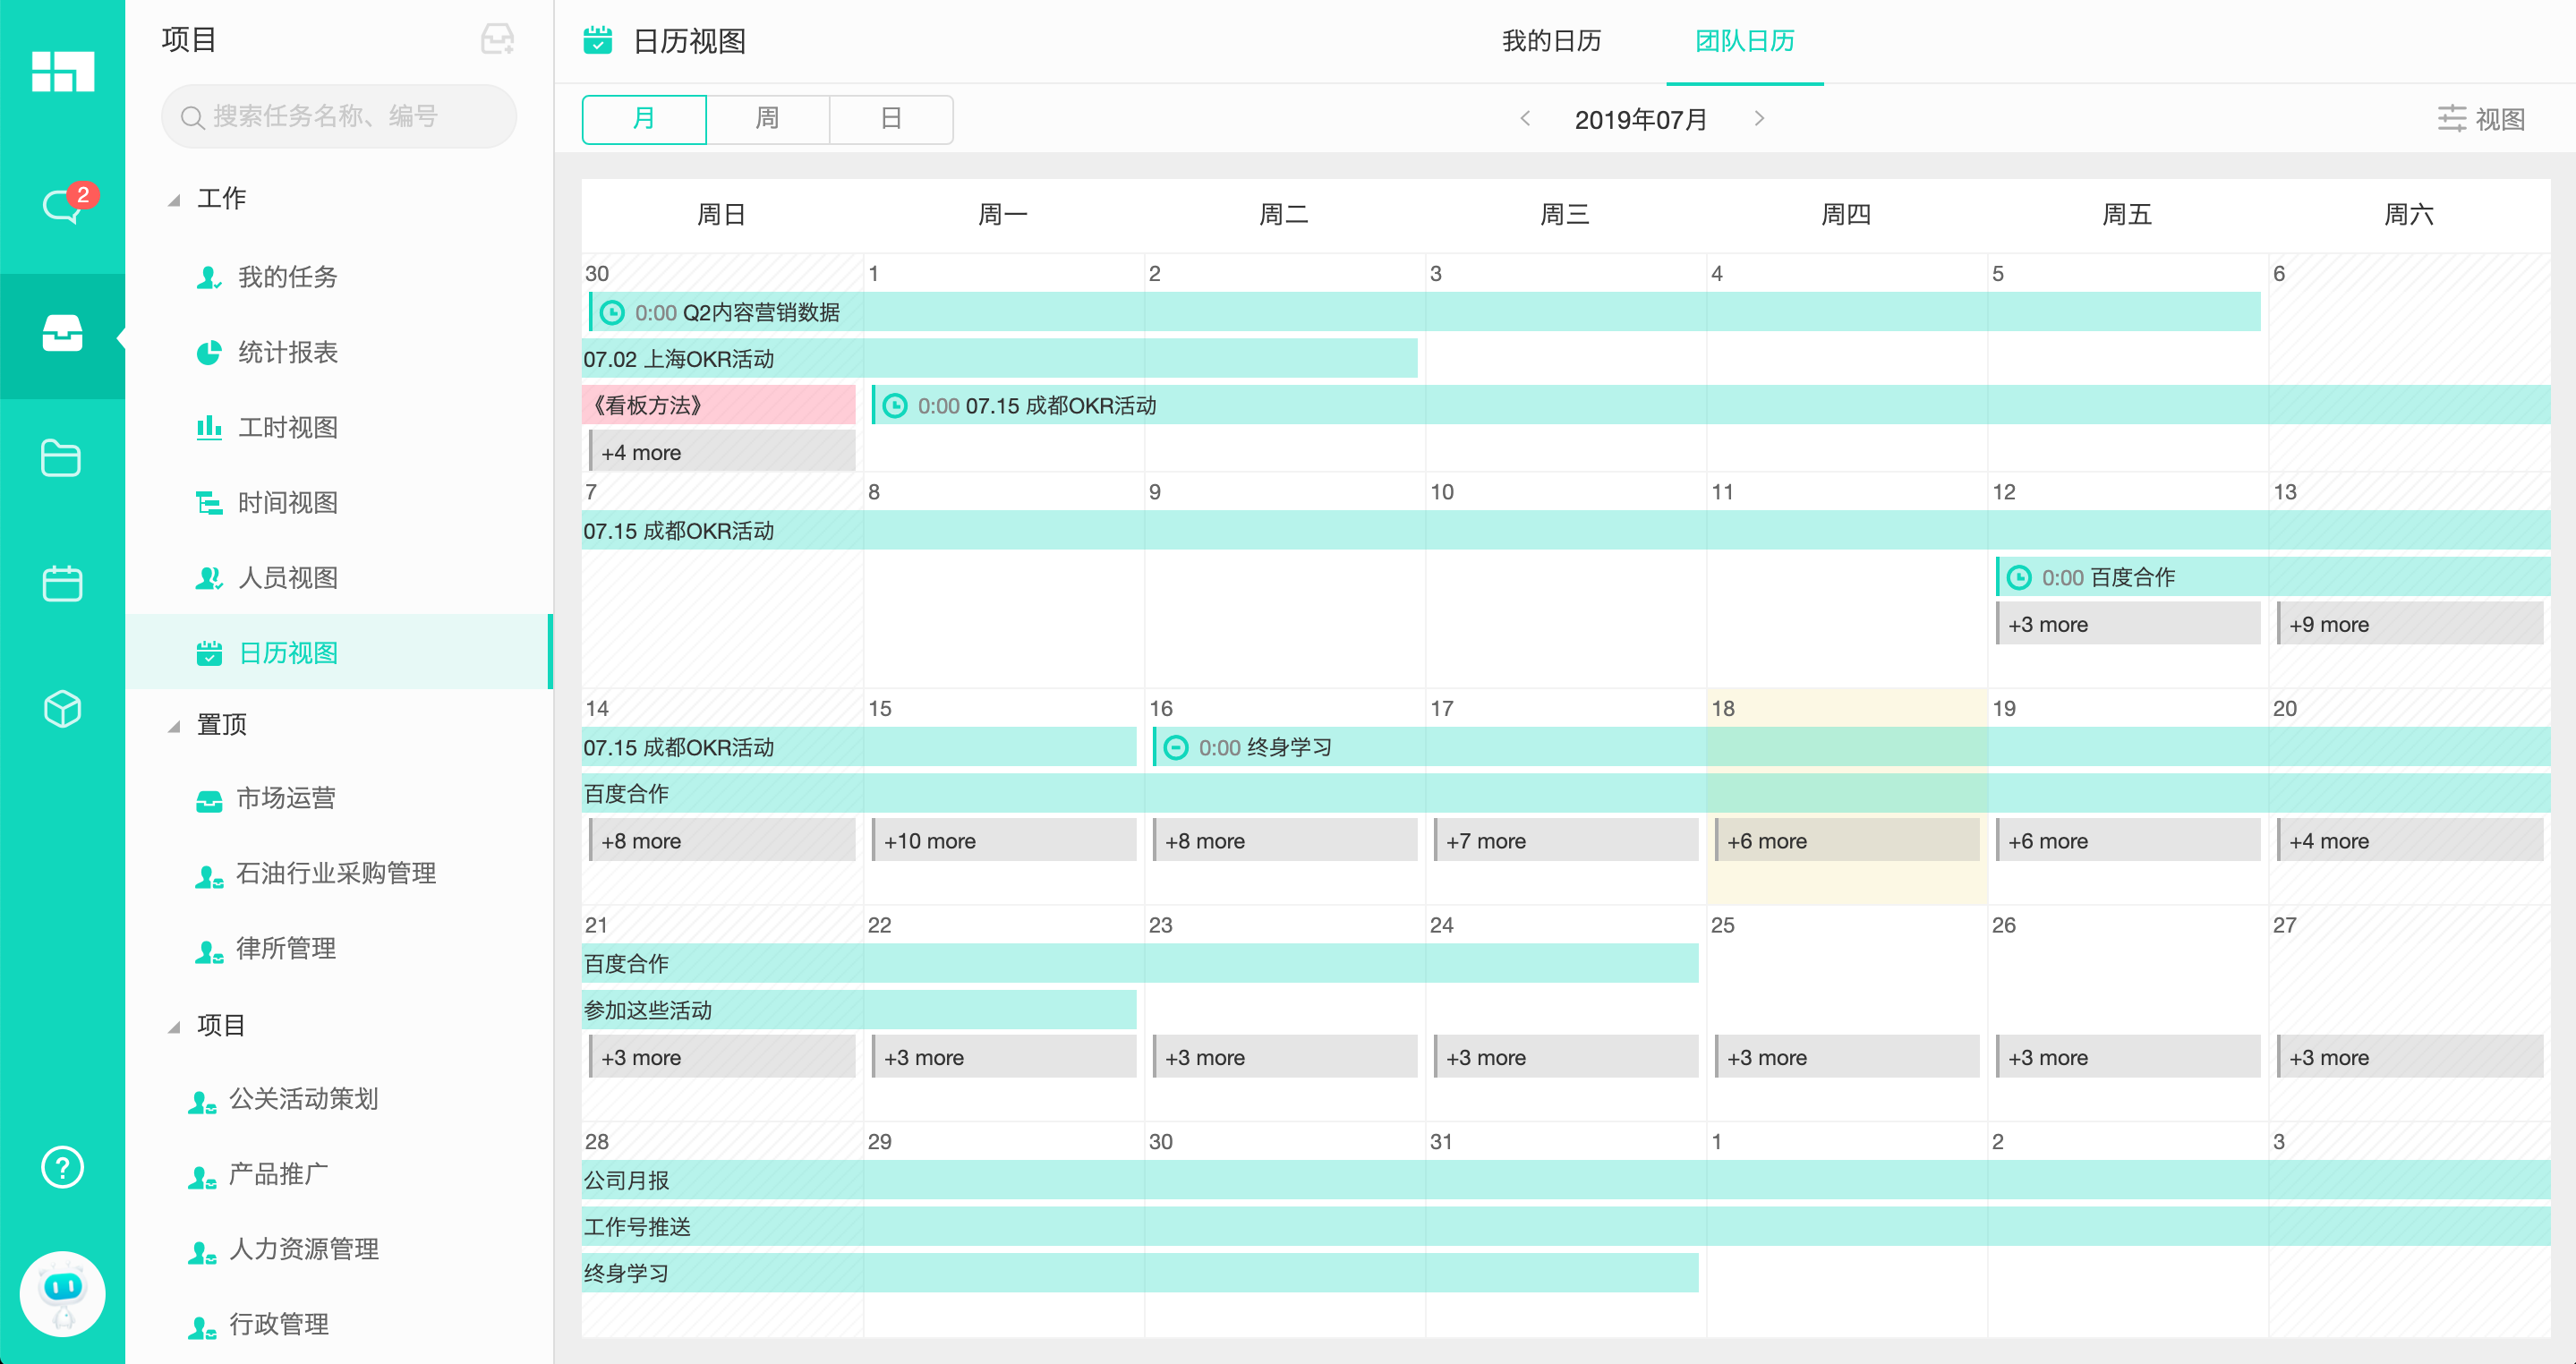 项目
搜索任务名称、编号
2
工作
我的任务
统计报表
工时视图
时间视图
人员视图
日历视图
置顶
市场运营
石油行业采购管理
律所管理
项目
公关活动策划
产品推广
人力资源管理
行政管理
?
日历视图
我的日历 团队日历
月 周 日
2019年07月
视图
周日 周一 周二 周三 周四 周五 周六
30 1 2 3 4 5 6
0:00 Q2内容营销数据
07.02 上海OKR活动
《看板方法》 0:00 07.15 成都OKR活动
+4 more
7 8 9 10 11 12 13
07.15 成都OKR活动
0:00 百度合作
+3 more +9 more
14 15 16 17 18 19 20
07.15 成都OKR活动 0:00 终身学习
百度合作
+8 more +10 more +8 more +7 more +6 more +6 more +4 more
21 22 23 24 25 26 27
百度合作
参加这些活动
+3 more +3 more +3 more +3 more +3 more +3 more +3 more
28 29 30 31 1 2 3
公司月报
工作号推送
终身学习